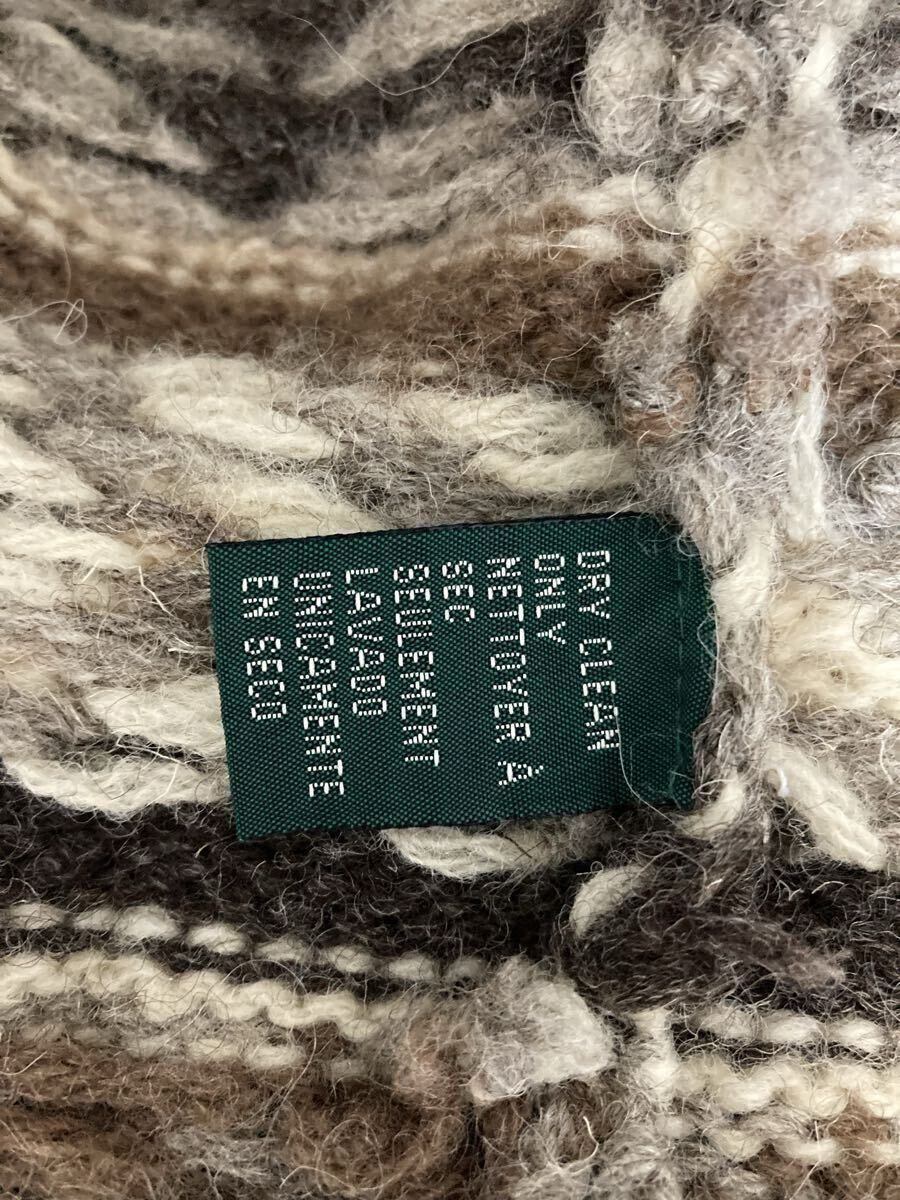 DRY CLEAN
ONLY
NETTOYER À
SEC
SEULEMENT
LAVADO
UNICAMENTE
EN SECO